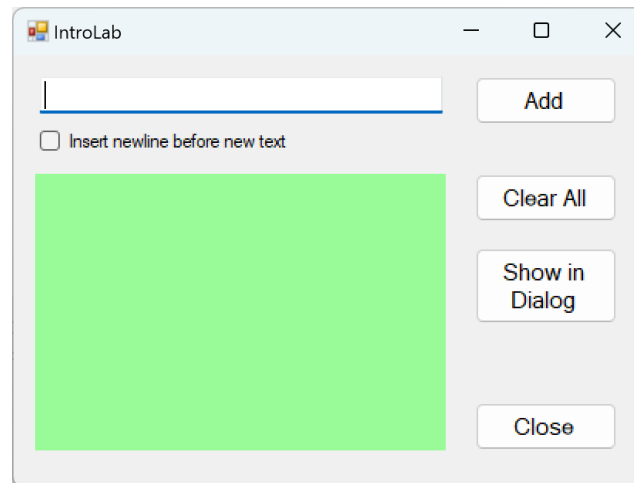 IntroLab
Add
Insert newline before new text
Clear All
Show in
Dialog
Close